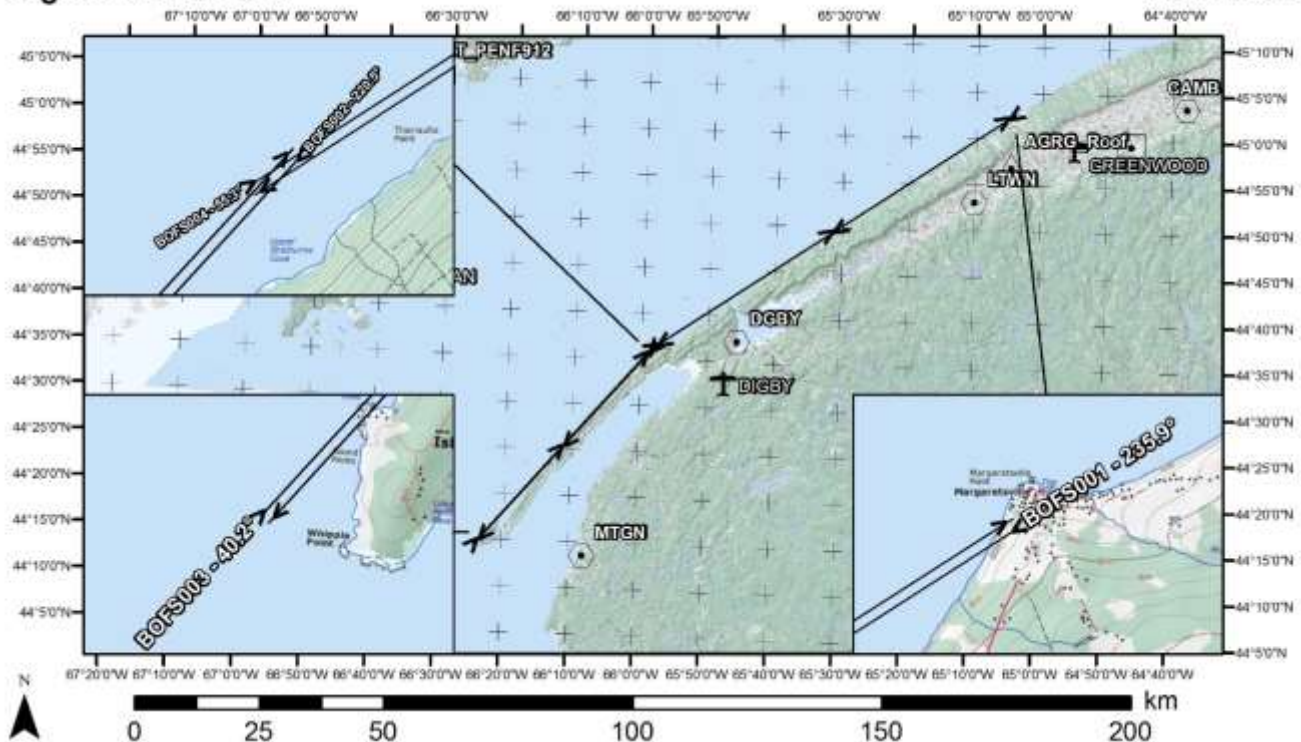 67°10'0"W 67°0'0"W 66°50'0"W 66°30'0"W 66°10'0"W 66°0'0"W 65°50'0"W 65°30'0"W 65°10'0"W 65°0'0"W 64°40'0"W
45°5'0"N
45°0'0"N
44°55'0"N
44°50'0"N
44°45'0"N
44°40'0"N
44°35'0"N
44°30'0"N
44°25'0"N
44°20'0"N
44°15'0"N
44°10'0"N
44°5'0"N
T_PENF912
CAMB
AGRG_Roof
GREENWOOD
LTWN
AN
DGBY
DIGBY
MTGN
BOFS003 - 40.2°
Whipple
Point
BOFS001 - 235.9°
Margaretsville
45°10'0"N
45°5'0"N
45°0'0"N
44°55'0"N
44°50'0"N
44°45'0"N
44°40'0"N
44°35'0"N
44°30'0"N
44°25'0"N
44°20'0"N
44°15'0"N
44°10'0"N
44°5'0"N
67°20'0"W 67°10'0"W 67°0'0"W 66°50'0"W 66°40'0"W 66°30'0"W 66°20'0"W 66°10'0"W 66°0'0"W 65°50'0"W 65°40'0"W 65°30'0"W 65°10'0"W 65°0'0"W 64°50'0"W 64°40'0"W
N
km
0 25 50 100 150 200